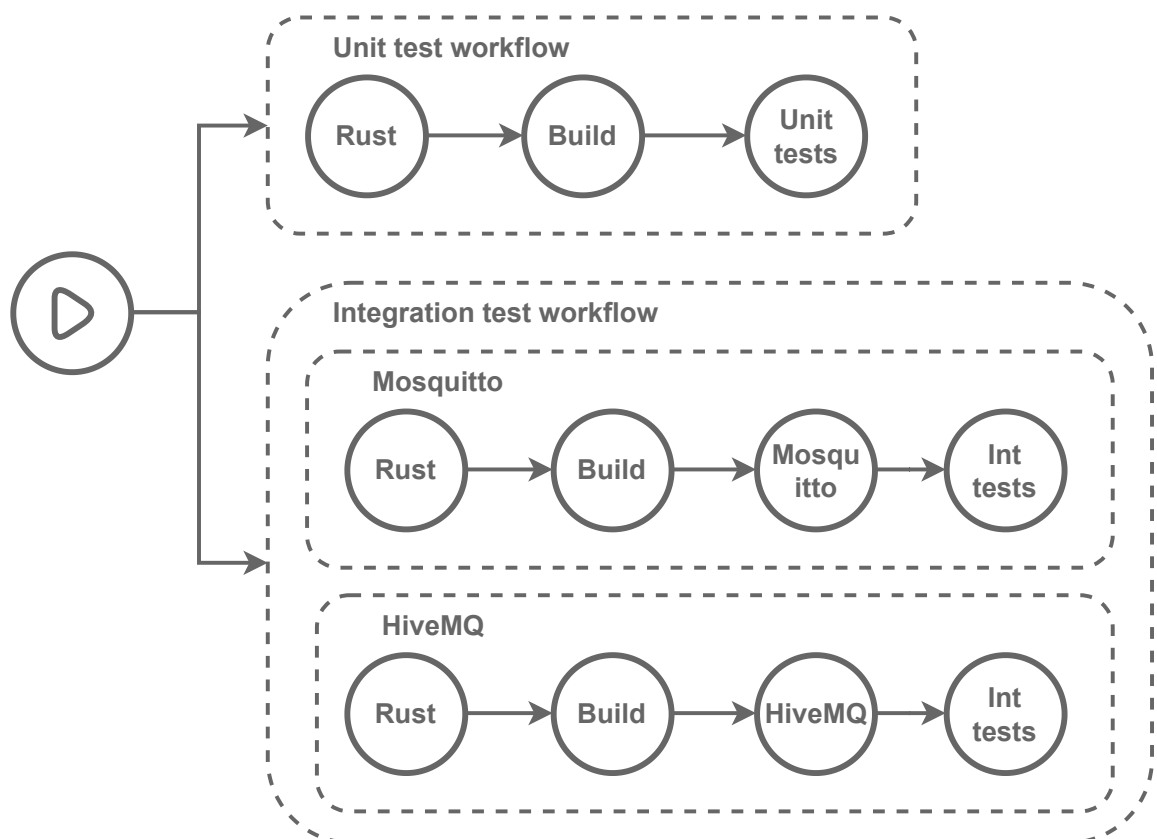 Unit test workflow
Rust
Build
Unit
tests
Integration test workflow
Mosquitto
Rust
Build
Mosqu
itto
Int
tests
HiveMQ
Rust
Build
HiveMQ
Int
tests